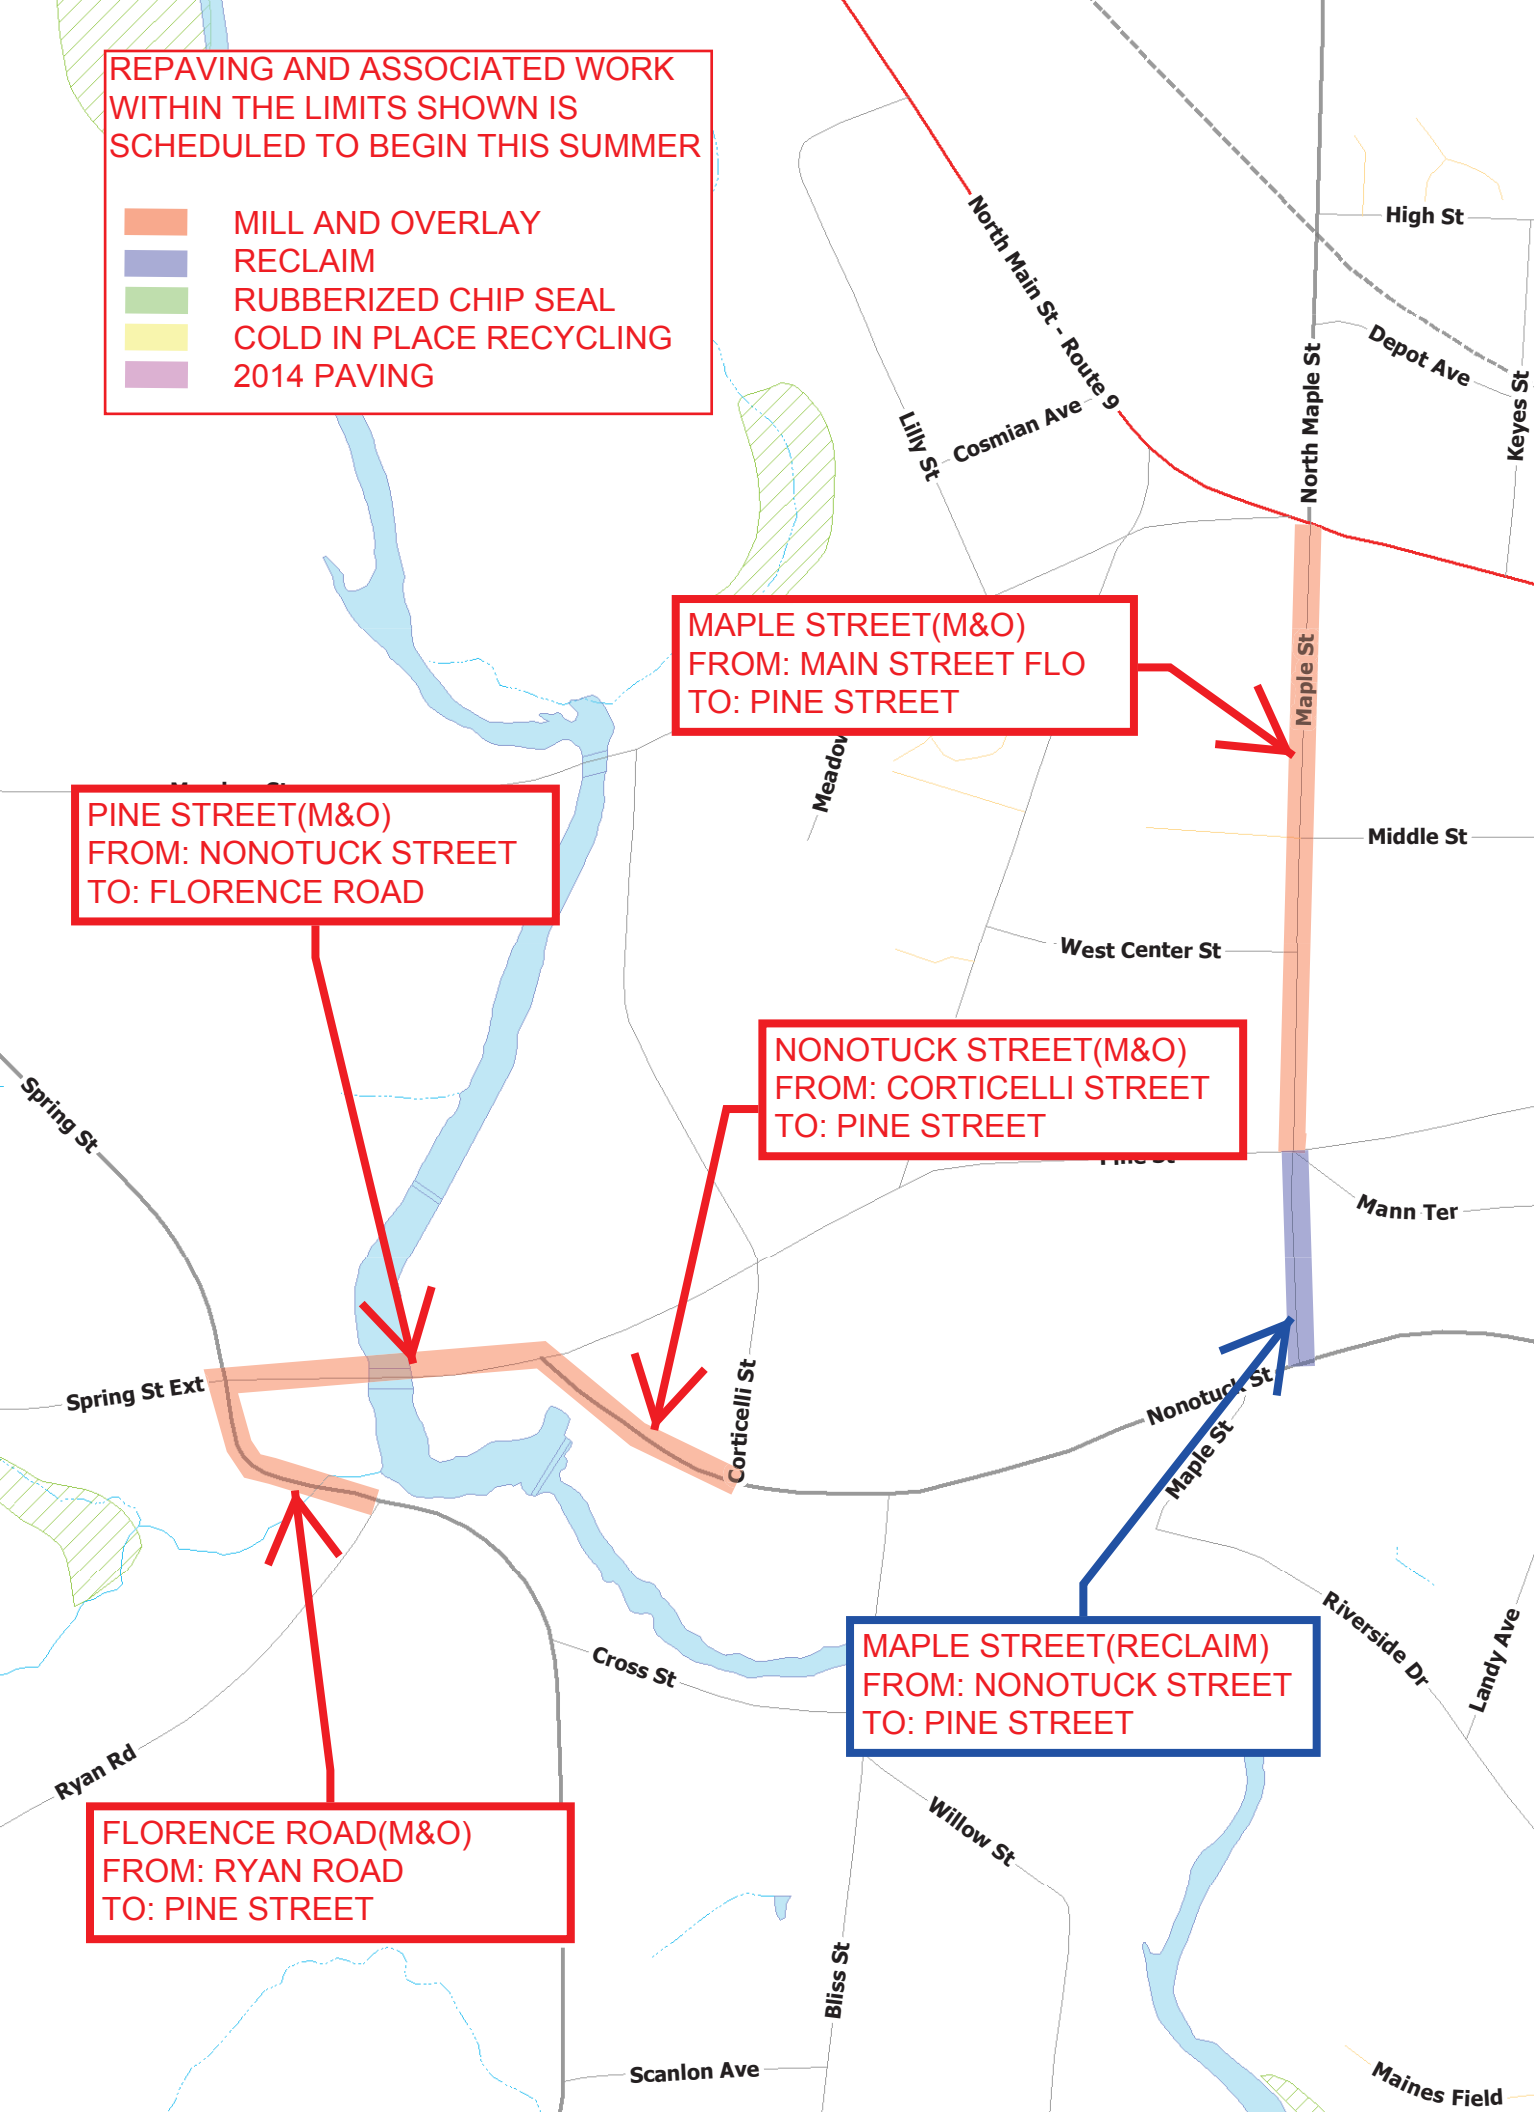 REPAVING AND ASSOCIATED WORK
WITHIN THE LIMITS SHOWN IS
SCHEDULED TO BEGIN THIS SUMMER
MILL AND OVERLAY
RECLAIM
RUBBERIZED CHIP SEAL
COLD IN PLACE RECYCLING
2014 PAVING
High St
North Main St - Route 9
Depot Ave
North Maple St
Keyes St
Lilly St
Cosmian Ave
MAPLE STREET(M&O)
FROM: MAIN STREET FLO
TO: PINE STREET
Maple St
Meadow
PINE STREET(M&O)
FROM: NONOTUCK STREET
TO: FLORENCE ROAD
Middle St
West Center St
NONOTUCK STREET(M&O)
FROM: CORTICELLI STREET
TO: PINE STREET
Spring St
Pine St
Mann Ter
Spring St Ext
Corticelli St
Nonotuck St
Maple St
MAPLE STREET(RECLAIM)
FROM: NONOTUCK STREET
TO: PINE STREET
Riverside Dr
Landy Ave
Cross St
Ryan Rd
FLORENCE ROAD(M&O)
FROM: RYAN ROAD
TO: PINE STREET
Willow St
Bliss St
Scanlon Ave
Maines Field